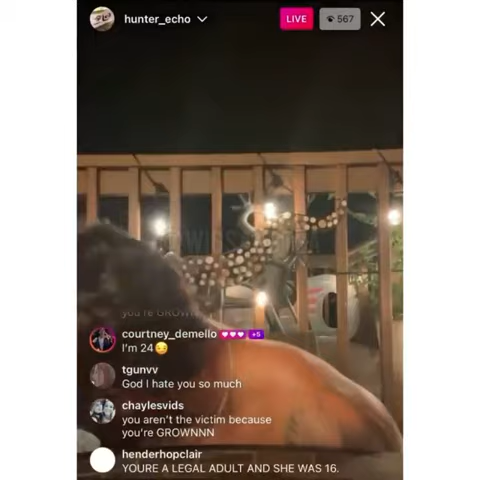 hunter_echo
LIVE
567
you're GROWN
courtney_demello +5
I'm 24😏
tgunvv
God I hate you so much
chaylesvids
you aren't the victim because
you're GROWNNN
henderhopclair
YOURE A LEGAL ADULT AND SHE WAS 16.